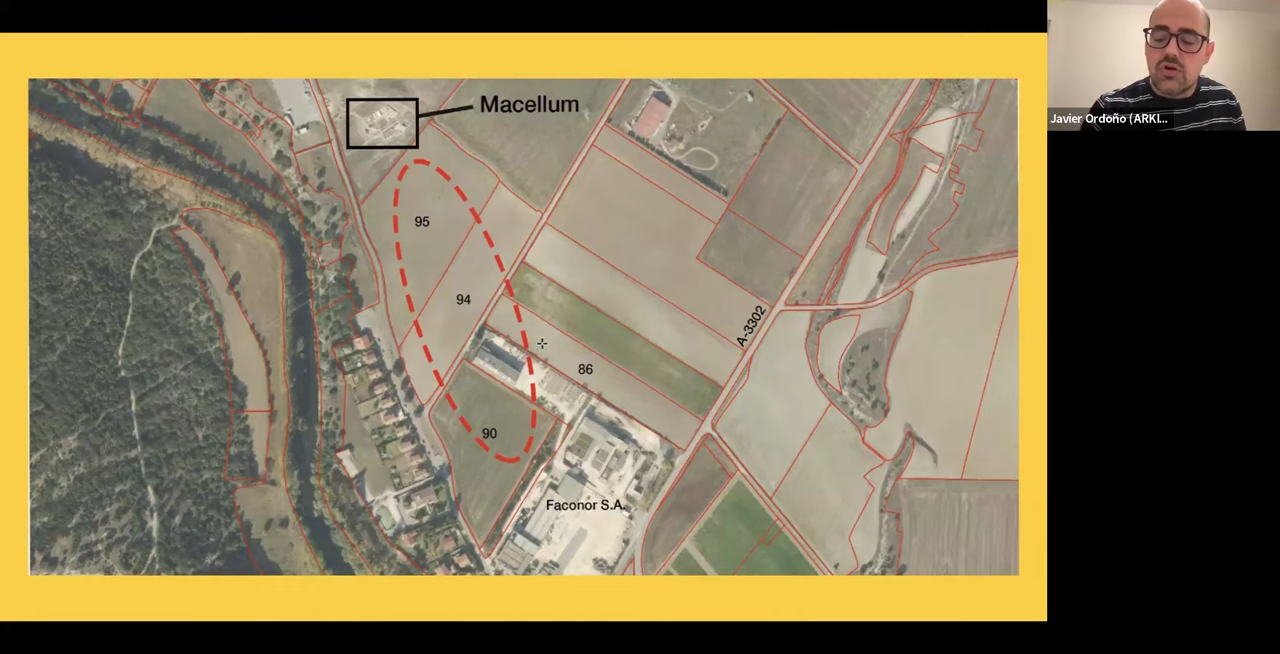 Macellum
Javier Ordoño (ARKI...
95
94
A-3302
86
90
Faconor S.A.